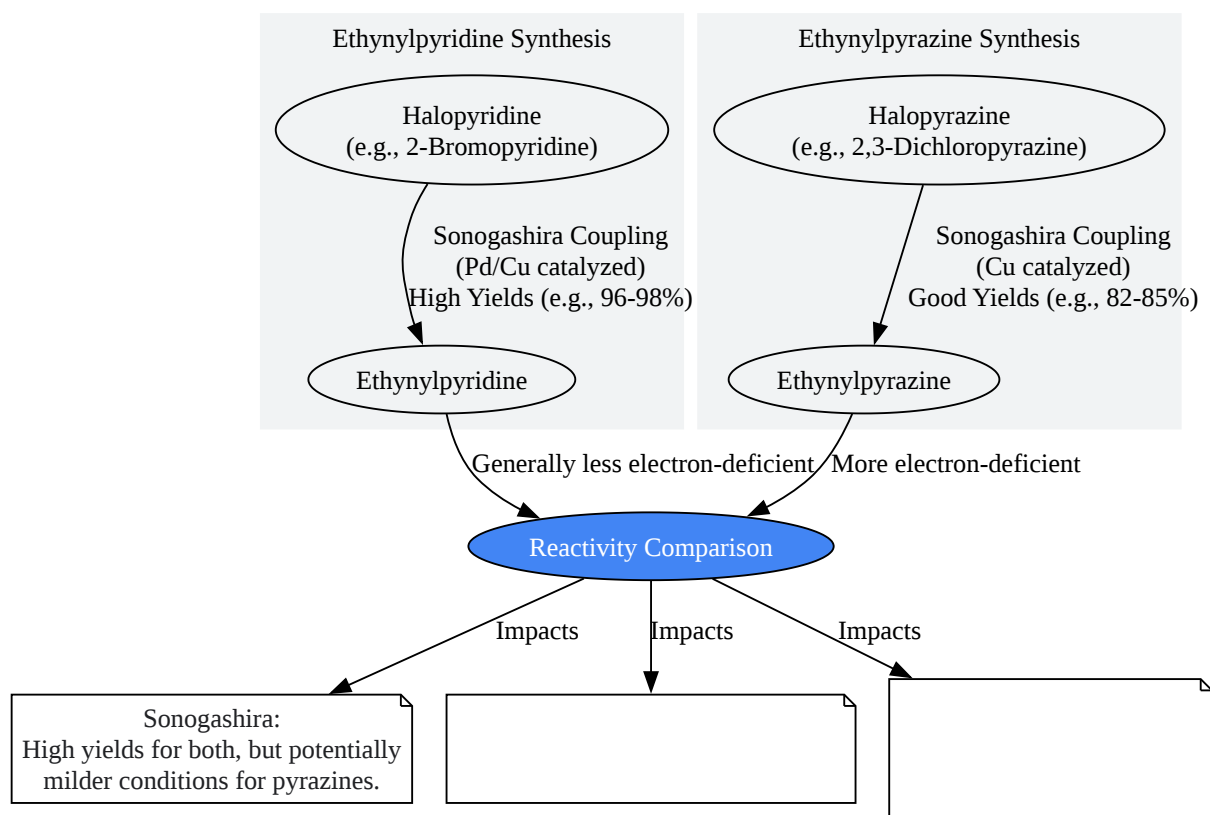 Ethynylpyridine Synthesis
Halopyridine
(e.g., 2-Bromopyridine)
Sonogashira Coupling
(Pd/Cu catalyzed)
High Yields (e.g., 96-98%)
Ethynylpyridine
Ethynylpyrazine Synthesis
Halopyrazine
(e.g., 2,3-Dichloropyrazine)
Sonogashira Coupling
(Cu catalyzed)
Good Yields (e.g., 82-85%)
Ethynylpyrazine
Generally less electron-deficient
More electron-deficient
Reactivity Comparison
Impacts
Impacts
Impacts
Sonogashira:
High yields for both, but potentially
milder conditions for pyrazines.